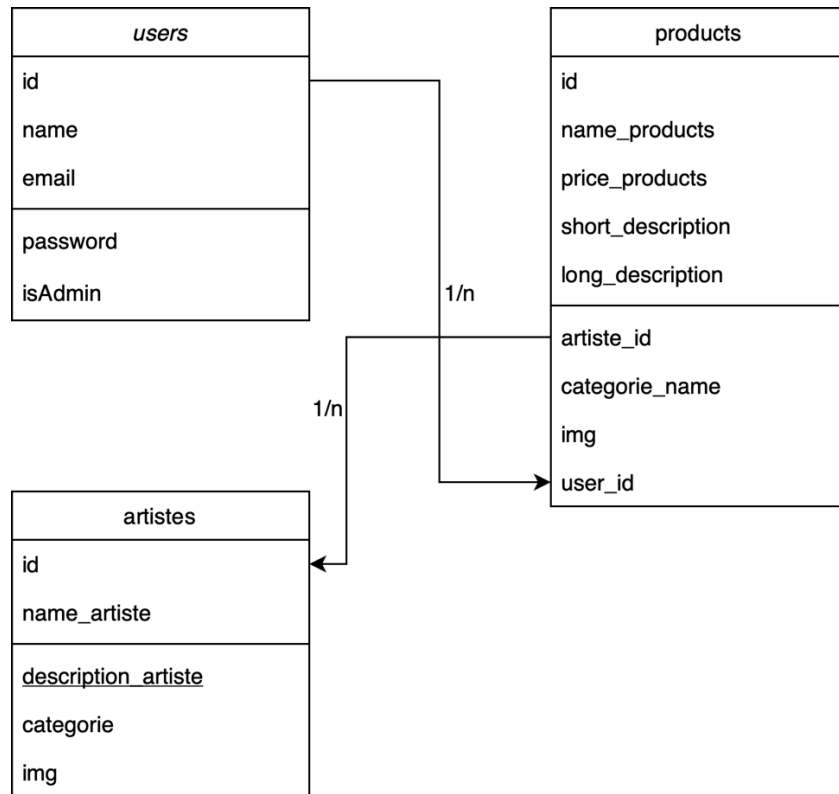 users
id
name
email
password
isAdmin
products
id
name_products
price_products
short_description
long_description
artiste_id
categorie_name
img
user_id
1/n
1/n
artistes
id
name_artiste
description_artiste
categorie
img